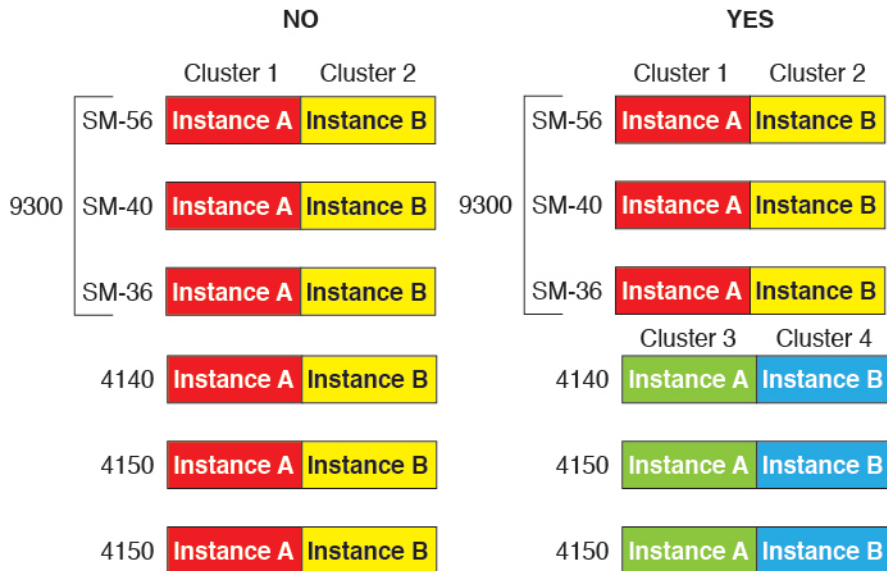 NO
Cluster 1 Cluster 2
9300
SM-56 Instance A Instance B
SM-40 Instance A Instance B
SM-36 Instance A Instance B
4140 Instance A Instance B
4150 Instance A Instance B
4150 Instance A Instance B
YES
Cluster 1 Cluster 2
9300
SM-56 Instance A Instance B
SM-40 Instance A Instance B
SM-36 Instance A Instance B
Cluster 3 Cluster 4
4140 Instance A Instance B
4150 Instance A Instance B
4150 Instance A Instance B